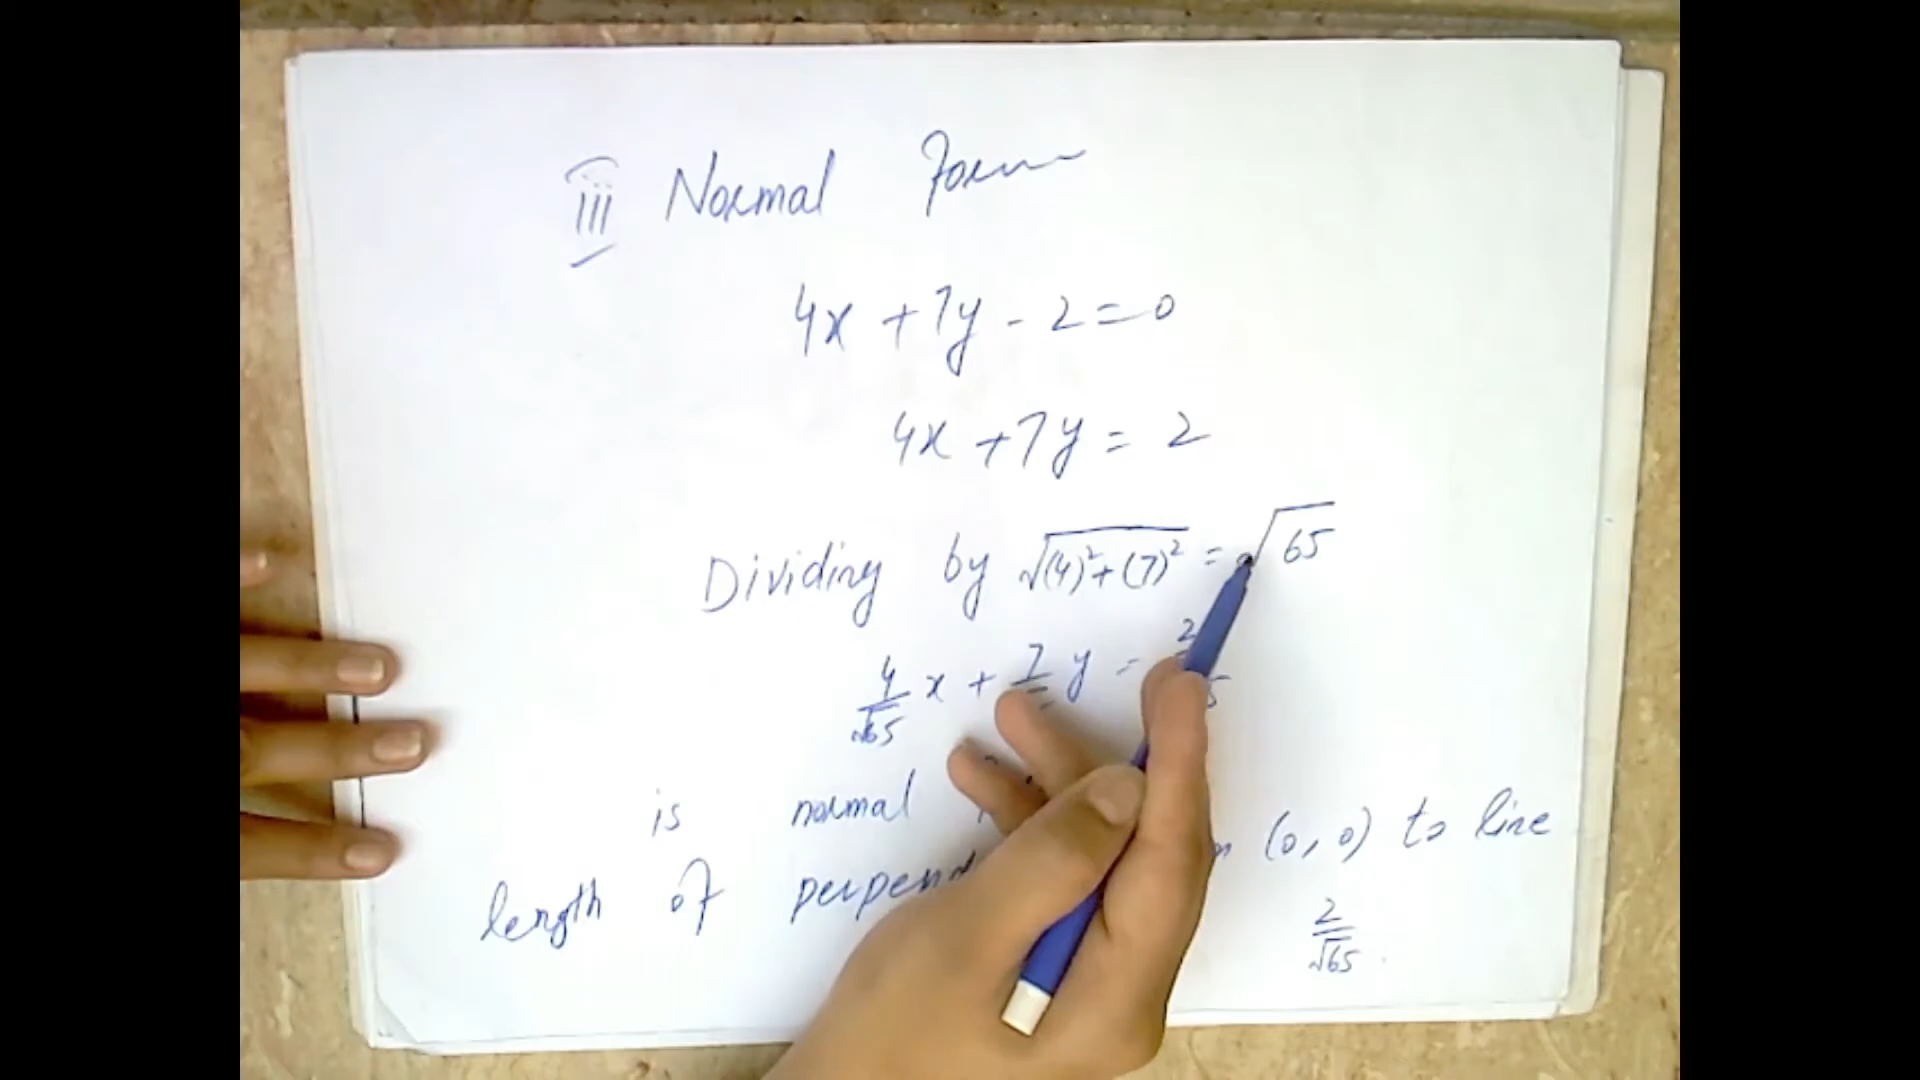 iii Normal Form
4x + 7y - 2 = 0
4x + 7y = 2
Dividing by √(4)²+(7)² = √65
4/√65 x + 7 y = 2
is normal
length of (0,0) to line
2/√65